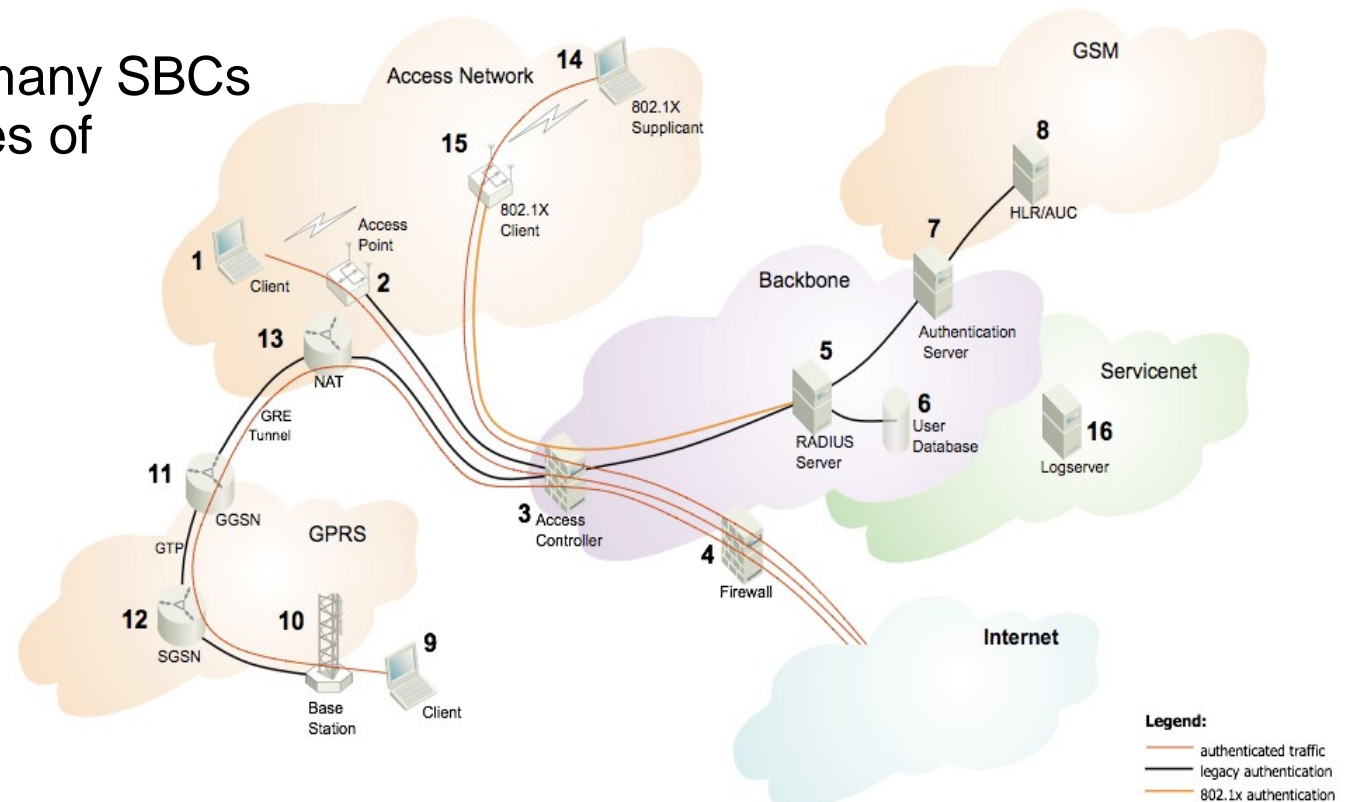 many SBCs
es of
Access Network
14
802.1X
Supplicant
15
802.1X
Client
GSM
8
HLR/AUC
7
Authentication
Server
1
Client
Access
Point
2
13
NAT
GRE
Tunnel
Backbone
5
RADIUS
Server
6
User
Database
Servicenet
16
Logserver
11
GGSN
GPRS
GTP
12
SGSN
10
Base
Station
9
Client
3
Access
Controller
4
Firewall
Internet
Legend:
authenticated traffic
legacy authentication
802.1x authentication